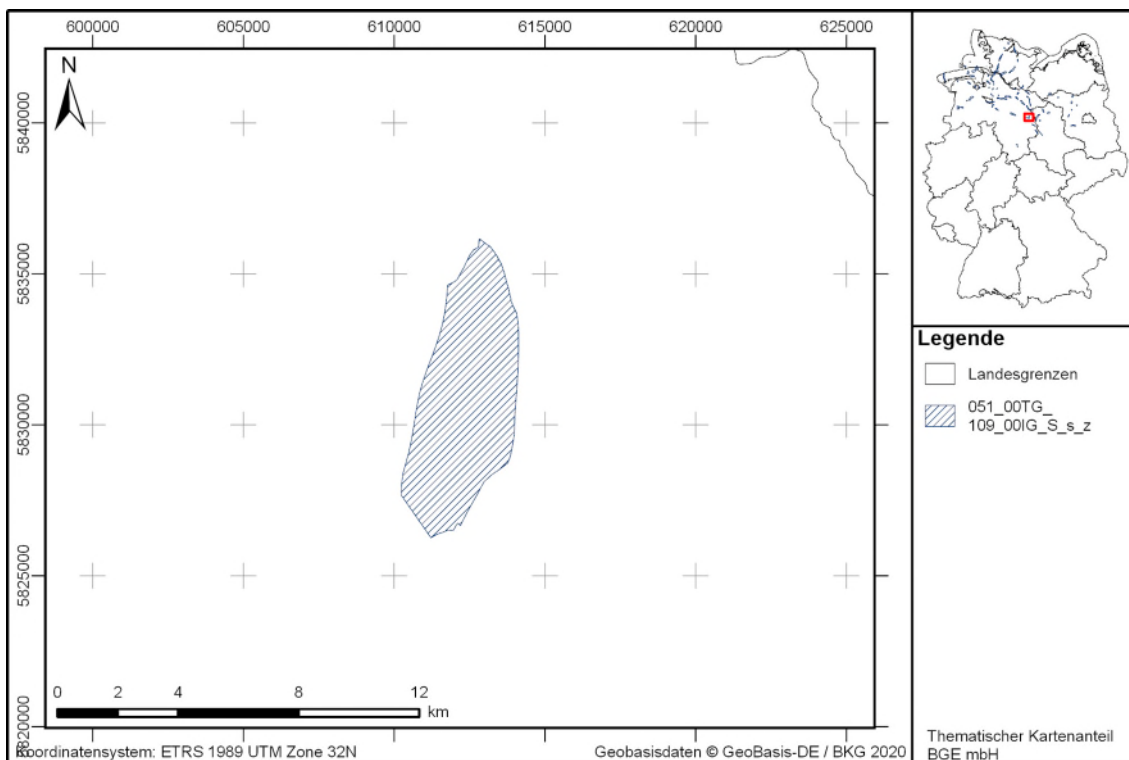 600000 605000 610000 615000 620000 625000
N
5840000
5835000
5830000
5825000
5820000
0 2 4 8 12
km
Koordinatensystem: ETRS 1989 UTM Zone 32N
Geobasisdaten © GeoBasis-DE / BKG 2020
Legende
Landesgrenzen
051_00TG_
109_00IG_S_s_z
Thematischer Kartenanteil
BGE mbH